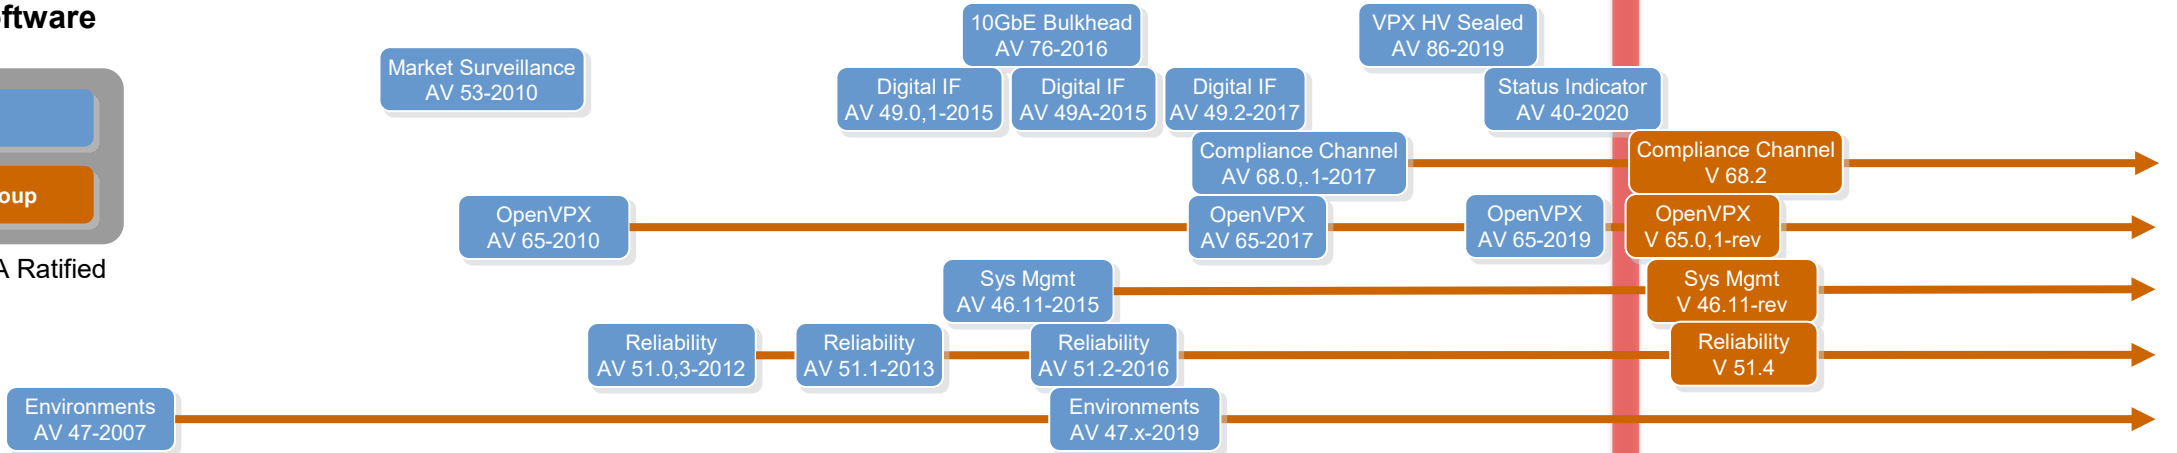 ftware
10GbE Bulkhead
AV 76-2016
VPX HV Sealed
AV 86-2019
Market Surveillance
AV 53-2010
Digital IF
AV 49.0,1-2015
Digital IF
AV 49A-2015
Digital IF
AV 49.2-2017
Status Indicator
AV 40-2020
Compliance Channel
AV 68.0,.1-2017
Compliance Channel
V 68.2
oup
OpenVPX
AV 65-2010
OpenVPX
AV 65-2017
OpenVPX
AV 65-2019
OpenVPX
V 65.0,1-rev
A Ratified
Sys Mgmt
AV 46.11-2015
Sys Mgmt
V 46.11-rev
Reliability
AV 51.0,3-2012
Reliability
AV 51.1-2013
Reliability
AV 51.2-2016
Reliability
V 51.4
Environments
AV 47-2007
Environments
AV 47.x-2019